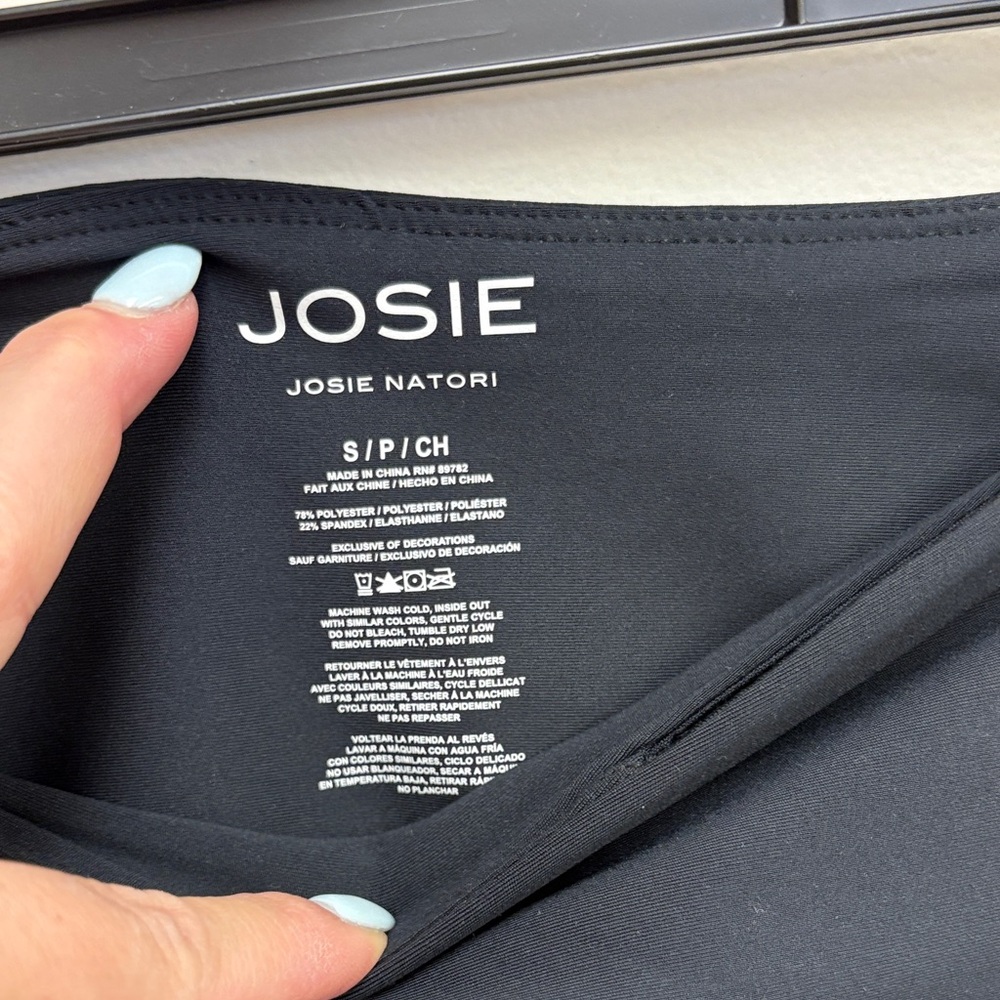 JOSIE
JOSIE NATORI
S / P / CH
MADE IN CHINA RN# 89782
FAIT AUX CHINE / HECHO EN CHINA
78% POLYESTER / POLYESTER / POLIÉSTER
22% SPANDEX / ELASTHANNE / ELASTANO
EXCLUSIVE OF DECORATIONS
SAUF GARNITURE / EXCLUSIVO DE DECORACIÓN
MACHINE WASH COLD, INSIDE OUT
WITH SIMILAR COLORS, GENTLE CYCLE
DO NOT BLEACH, TUMBLE DRY LOW
REMOVE PROMPTLY, DO NOT IRON
RETOURNER LE VÊTEMENT À L'ENVERS
LAVER À LA MACHINE À L'EAU FROIDE
AVEC COULEURS SIMILAIRES, CYCLE DELLICAT
NE PAS JAVELLISER, SECHER À LA MACHINE
CYCLE DOUX, RETIRER RAPIDEMENT
NE PAS REPASSER
VOLTEAR LA PRENDA AL REVÉS
LAVAR A MÁQUINA CON AGUA FRÍA
CON COLORES SIMILARES, CICLO DELICADO
NO USAR BLANQUEADOR, SECAR A
EN TEMPERATURA BAJA, RETIRAR
NO PLANCHAR